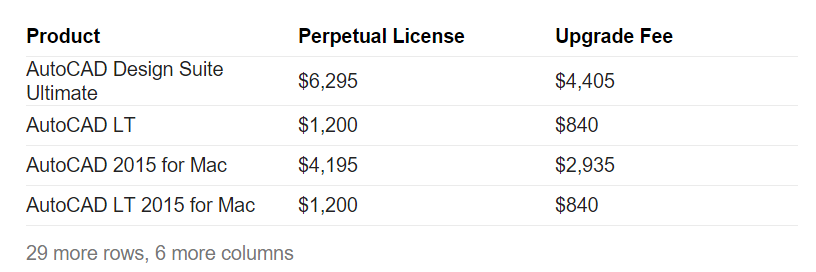 Product Perpetual License Upgrade Fee
AutoCAD Design Suite
Ultimate $6,295 $4,405
AutoCAD LT $1,200 $840
AutoCAD 2015 for Mac $4,195 $2,935
AutoCAD LT 2015 for Mac $1,200 $840
29 more rows, 6 more columns